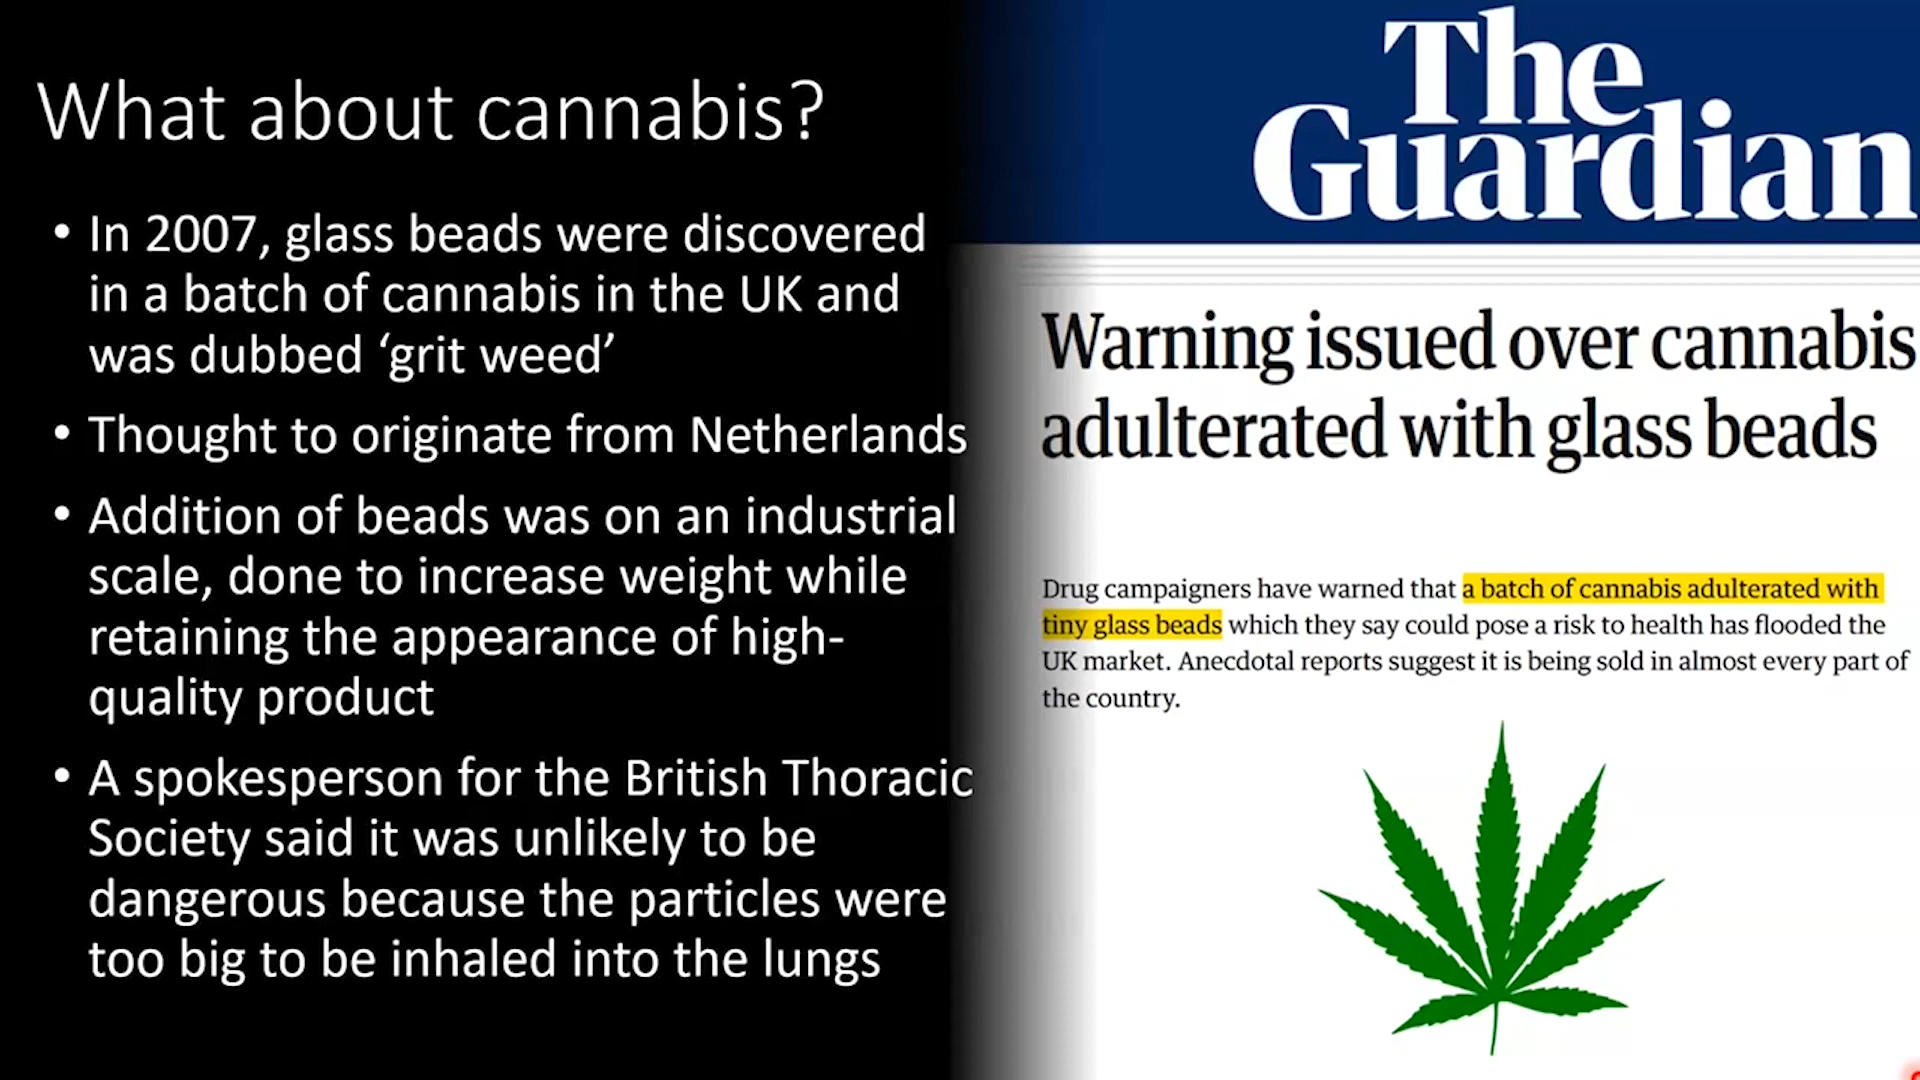 What about cannabis?
• In 2007, glass beads were discovered
in a batch of cannabis in the UK and
was dubbed ‘grit weed’
• Thought to originate from Netherlands
• Addition of beads was on an industrial
scale, done to increase weight while
retaining the appearance of high-
quality product
• A spokesperson for the British Thoracic
Society said it was unlikely to be
dangerous because the particles were
too big to be inhaled into the lungs
The
Guardian
Warning issued over cannabis
adulterated with glass beads
Drug campaigners have warned that a batch of cannabis adulterated with
tiny glass beads which they say could pose a risk to health has flooded the
UK market. Anecdotal reports suggest it is being sold in almost every part of
the country.